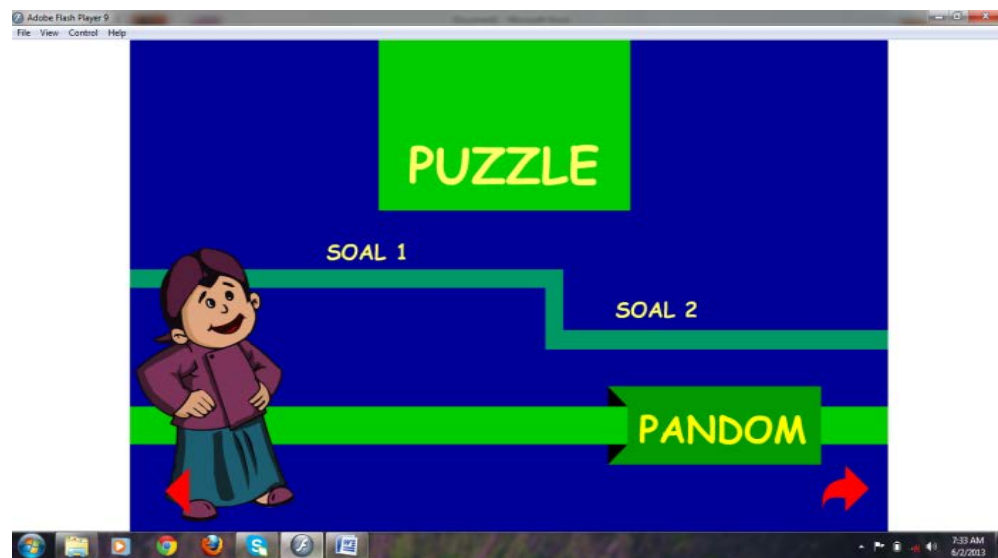 Adobe Flash Player 9
File View Control Help
PUZZLE
SOAL 1
SOAL 2
PANDOM
7:33 AM
6/2/2013